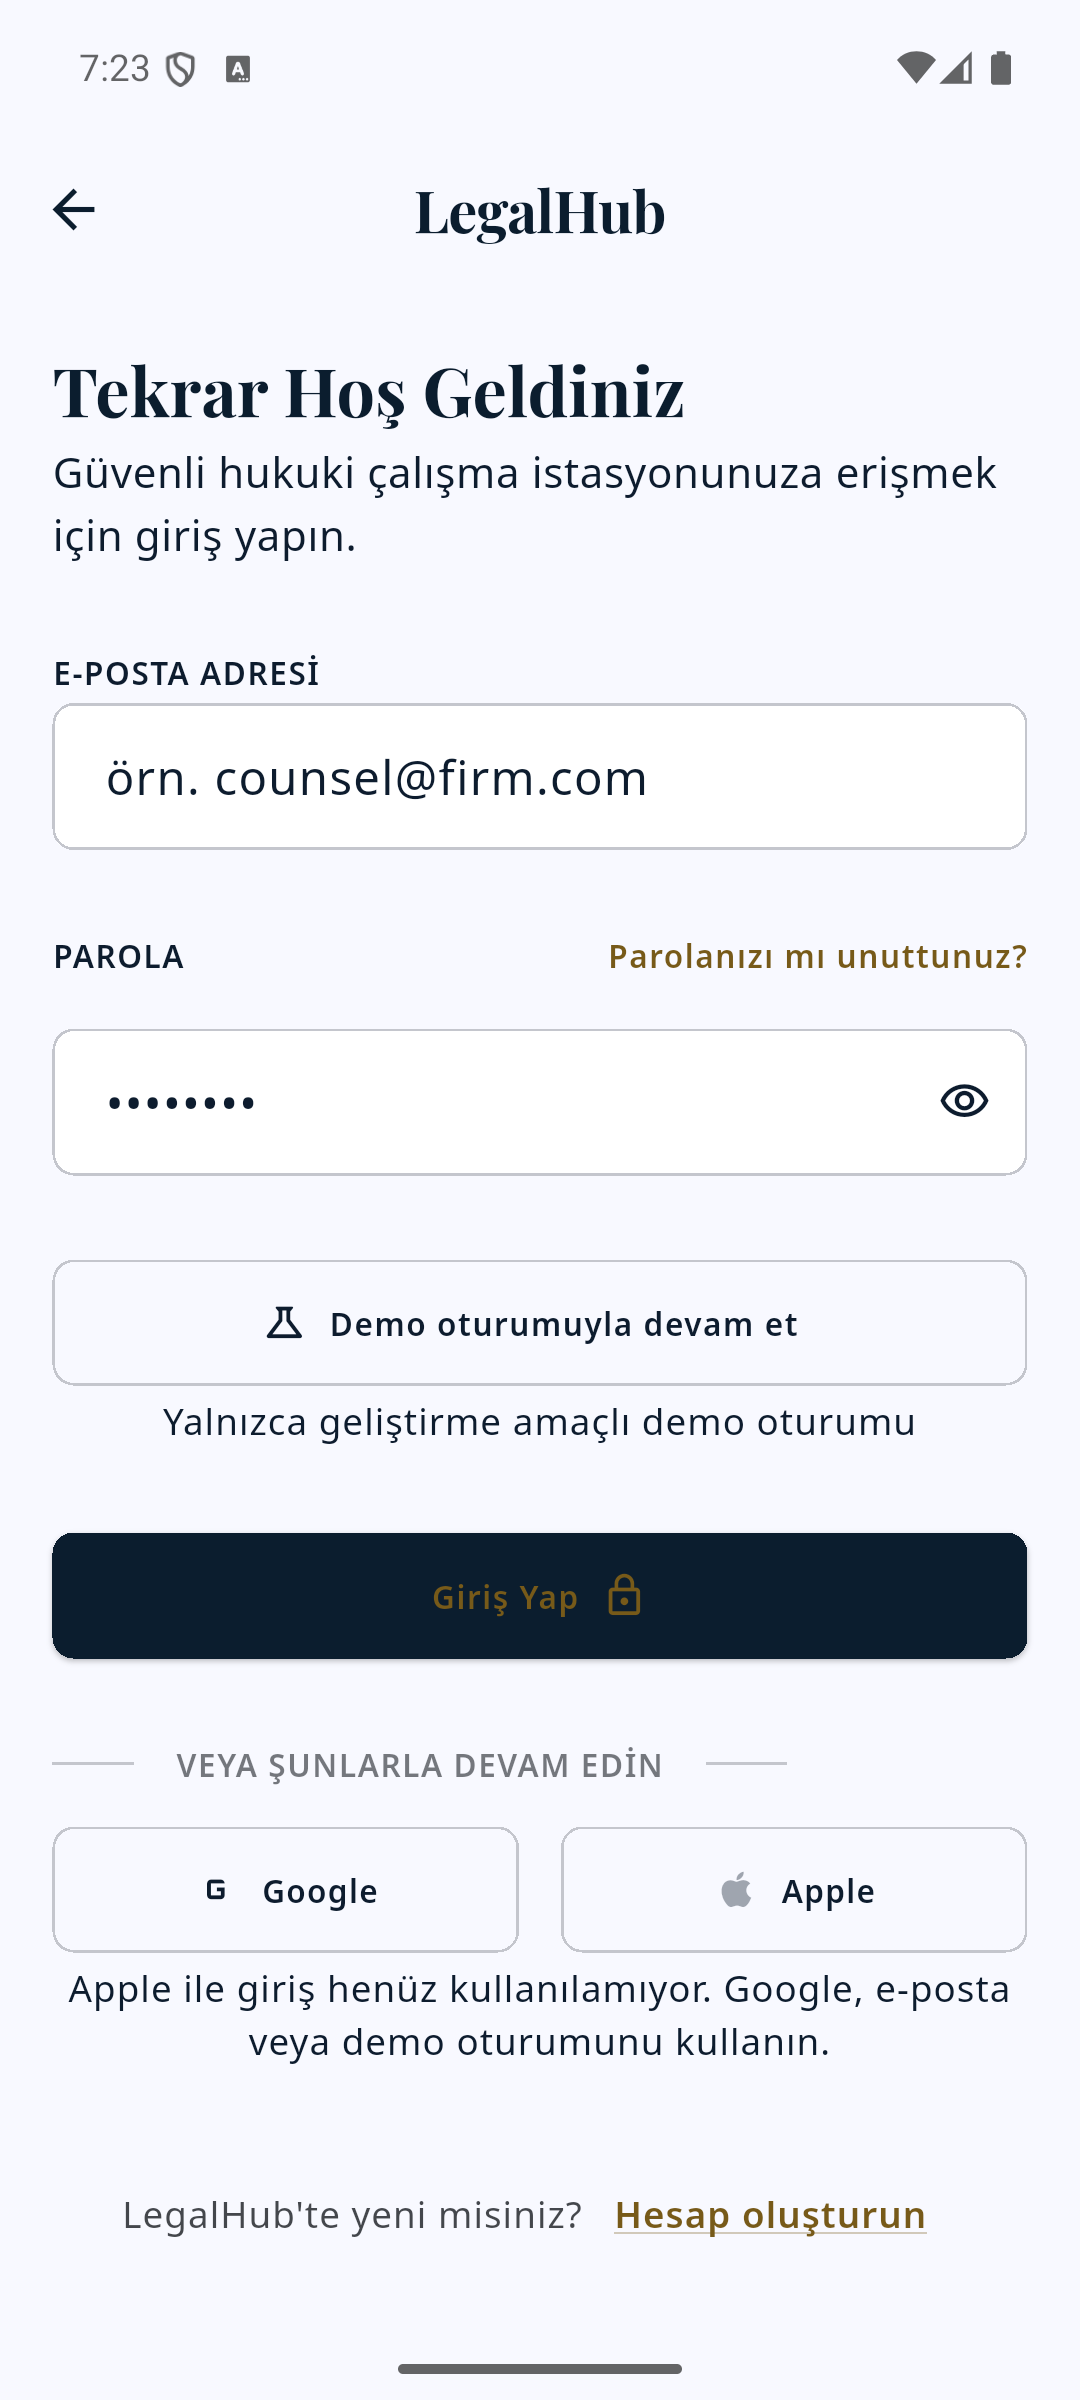 7:23
LegalHub
Tekrar Hoş Geldiniz
Güvenli hukuki çalışma istasyonunuza erişmek
için giriş yapın.
E-POSTA ADRESİ
örn. counsel@firm.com
PAROLA
Parolanızı mı unuttunuz?
••••••••
Demo oturumuyla devam et
Yalnızca geliştirme amaçlı demo oturumu
Giriş Yap
VEYA ŞUNLARLA DEVAM EDİN
G Google
Apple
Apple ile giriş henüz kullanılamıyor. Google, e-posta
veya demo oturumunu kullanın.
LegalHub'te yeni misiniz? Hesap oluşturun